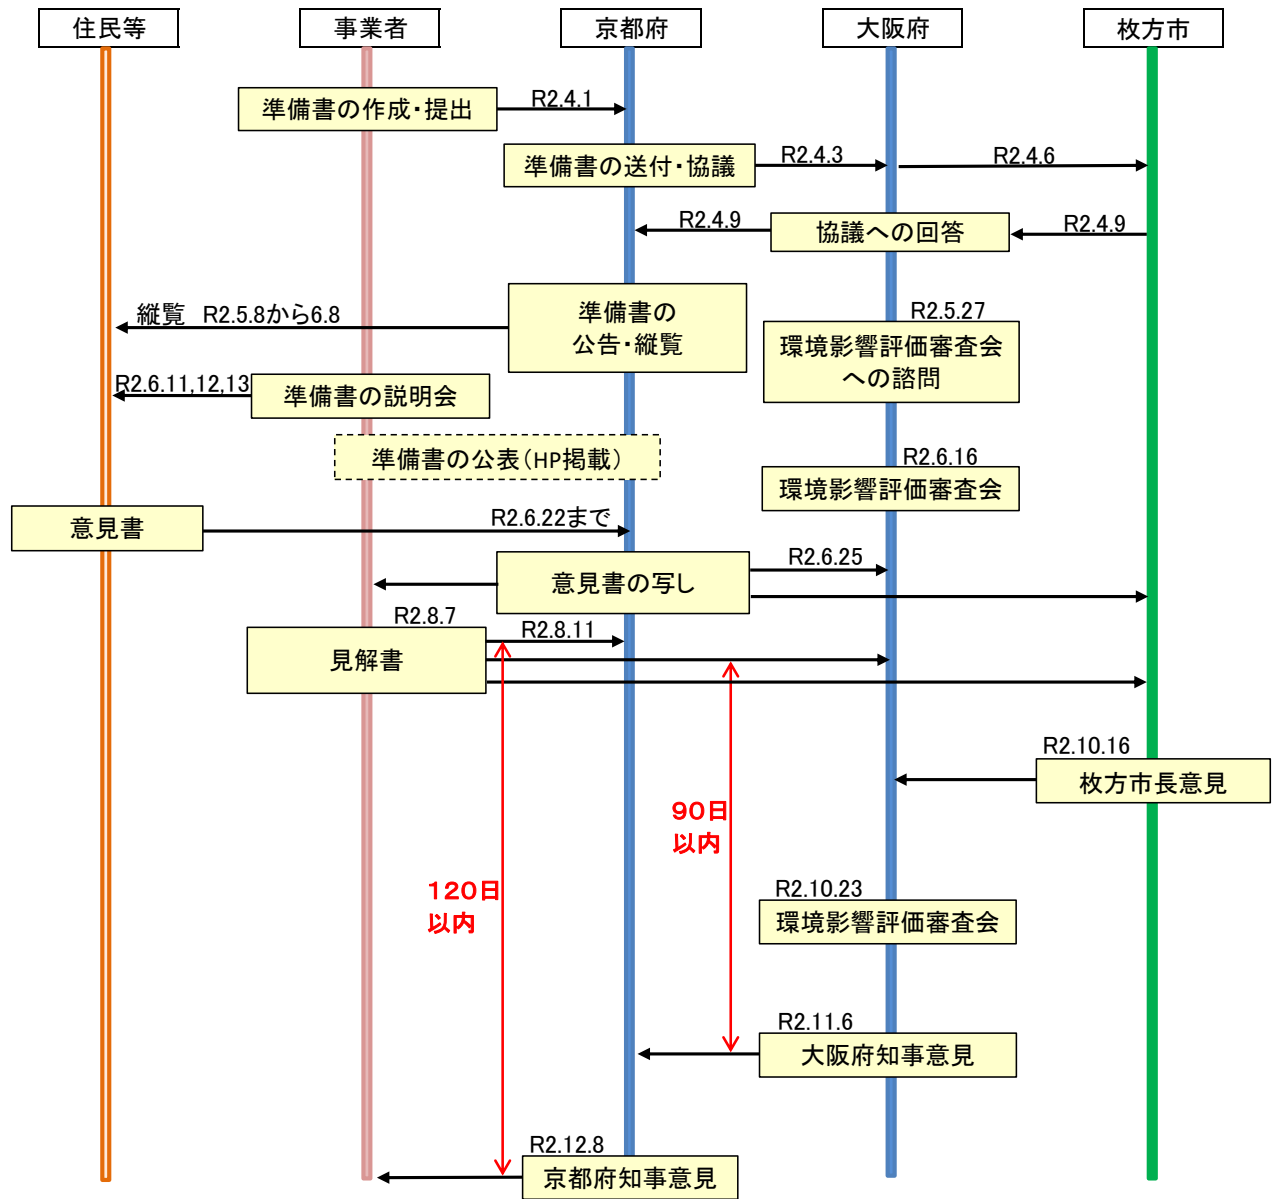 住民等
事業者
京都府
大阪府
枚方市
準備書の作成・提出
R2.4.1
準備書の送付・協議
R2.4.3
R2.4.6
R2.4.9
協議への回答
R2.4.9
縦覧 R2.5.8から6.8
準備書の
公告・縦覧
R2.5.27
環境影響評価審査会
への諮問
R2.6.11,12,13
準備書の説明会
準備書の公表（HP掲載）
R2.6.16
環境影響評価審査会
意見書
R2.6.22まで
意見書の写し
R2.6.25
R2.8.7
R2.8.11
見解書
R2.10.16
枚方市長意見
90日
以内
120日
以内
R2.10.23
環境影響評価審査会
R2.11.6
大阪府知事意見
R2.12.8
京都府知事意見